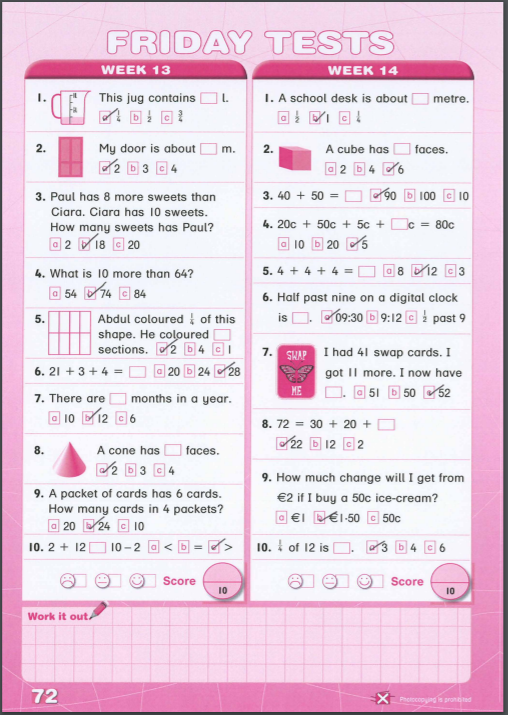 FRIDAY TESTS
WEEK 13
1. This jug contains □ l.
a 1/4 b 1/2 c 3/4
2. My door is about □ m.
a 2 b 3 c 4
3. Paul has 8 more sweets than
Ciara. Ciara has 10 sweets.
How many sweets has Paul?
a 2 b 18 c 20
4. What is 10 more than 64?
a 54 b 74 c 84
5. Abdul coloured 1/4 of this
shape. He coloured □
sections. a 2 b 4 c 1
6. 21 + 3 + 4 = □ a 20 b 24 c 28
7. There are □ months in a year.
a 10 b 12 c 6
8. A cone has □ faces.
a 2 b 3 c 4
9. A packet of cards has 6 cards.
How many cards in 4 packets?
a 20 b 24 c 10
10. 2 + 12 □ 10 – 2 a < b = c >
Score
10
WEEK 14
1. A school desk is about □ metre.
a 1/2 b 1 c 1/4
2. A cube has □ faces.
a 2 b 4 c 6
3. 40 + 50 = □ a 90 b 100 c 10
4. 20c + 50c + 5c + □c = 80c
a 10 b 20 c 5
5. 4 + 4 + 4 = □ a 8 b 12 c 3
6. Half past nine on a digital clock
is □. a 09:30 b 9:12 c 1/2 past 9
7. SWAP
ME
I had 41 swap cards. I
got 11 more. I now have
□. a 51 b 50 c 52
8. 72 = 30 + 20 + □
a 22 b 12 c 2
9. How much change will I get from
€2 if I buy a 50c ice-cream?
a €1 b €1·50 c 50c
10. 1/4 of 12 is □. a 3 b 4 c 6
Score
10
Work it out
72
Photocopying is prohibited